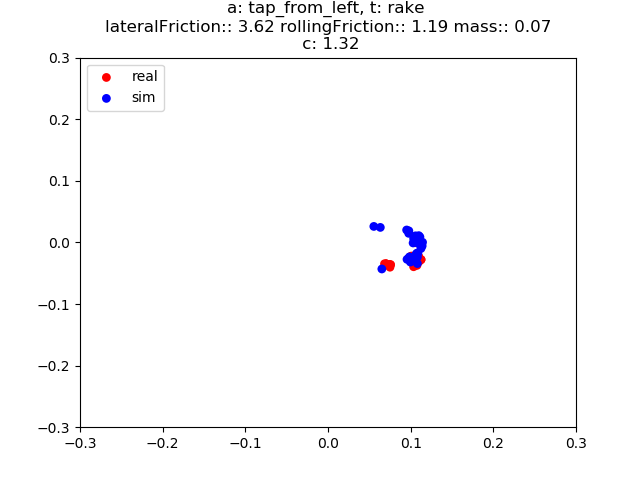 a: tap_from_left, t: rake
lateralFriction:: 3.62 rollingFriction:: 1.19 mass:: 0.07
c: 1.32
real
sim
0.3
0.2
0.1
0.0
−0.1
−0.2
−0.3
−0.3 −0.2 −0.1 0.0 0.1 0.2 0.3